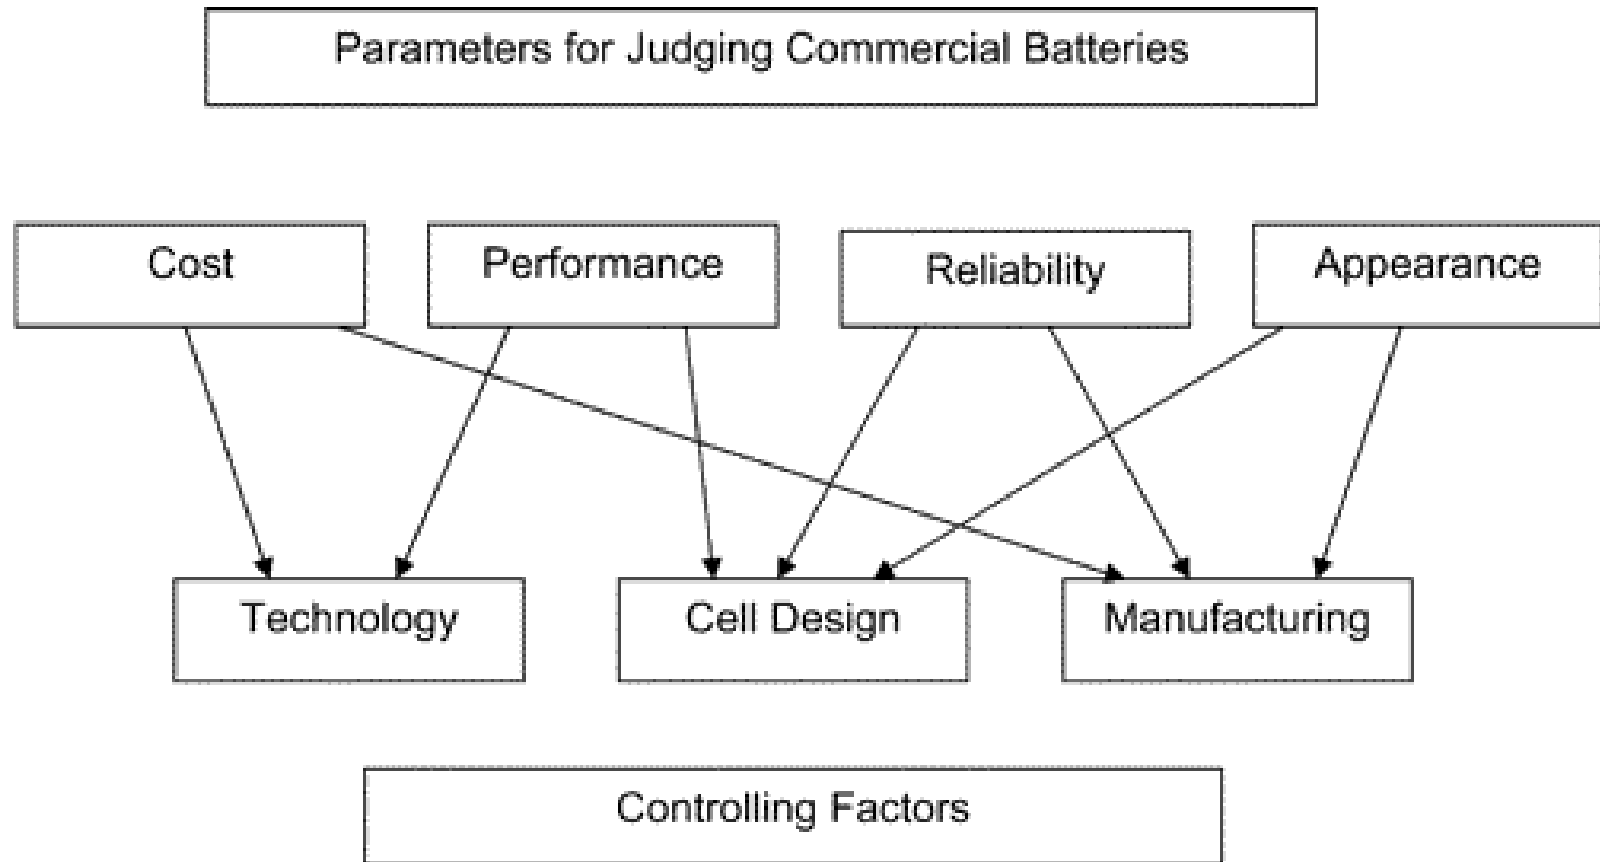 Parameters for Judging Commercial Batteries
Cost
Performance
Reliability
Appearance
Technology
Cell Design
Manufacturing
Controlling Factors